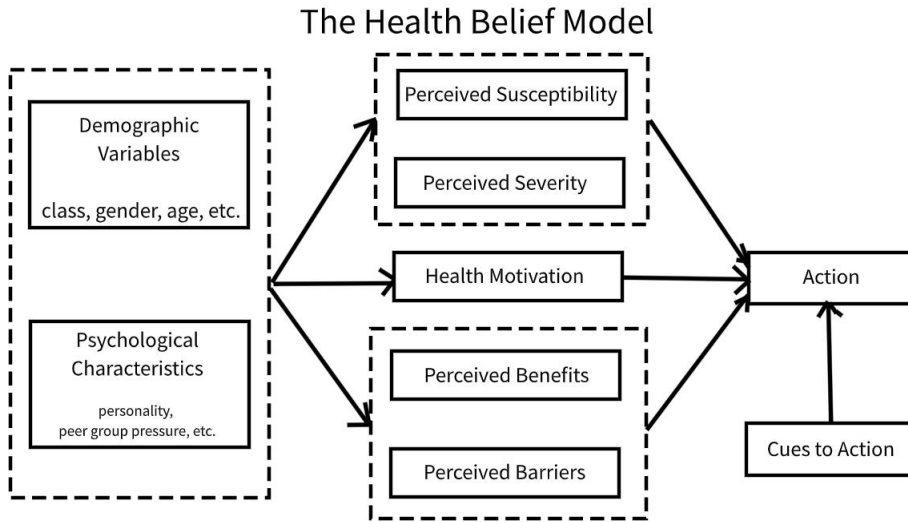 The Health Belief Model
Demographic
Variables
class, gender, age, etc.
Psychological
Characteristics
personality,
peer group pressure, etc.
Perceived Susceptibility
Perceived Severity
Health Motivation
Perceived Benefits
Perceived Barriers
Action
Cues to Action